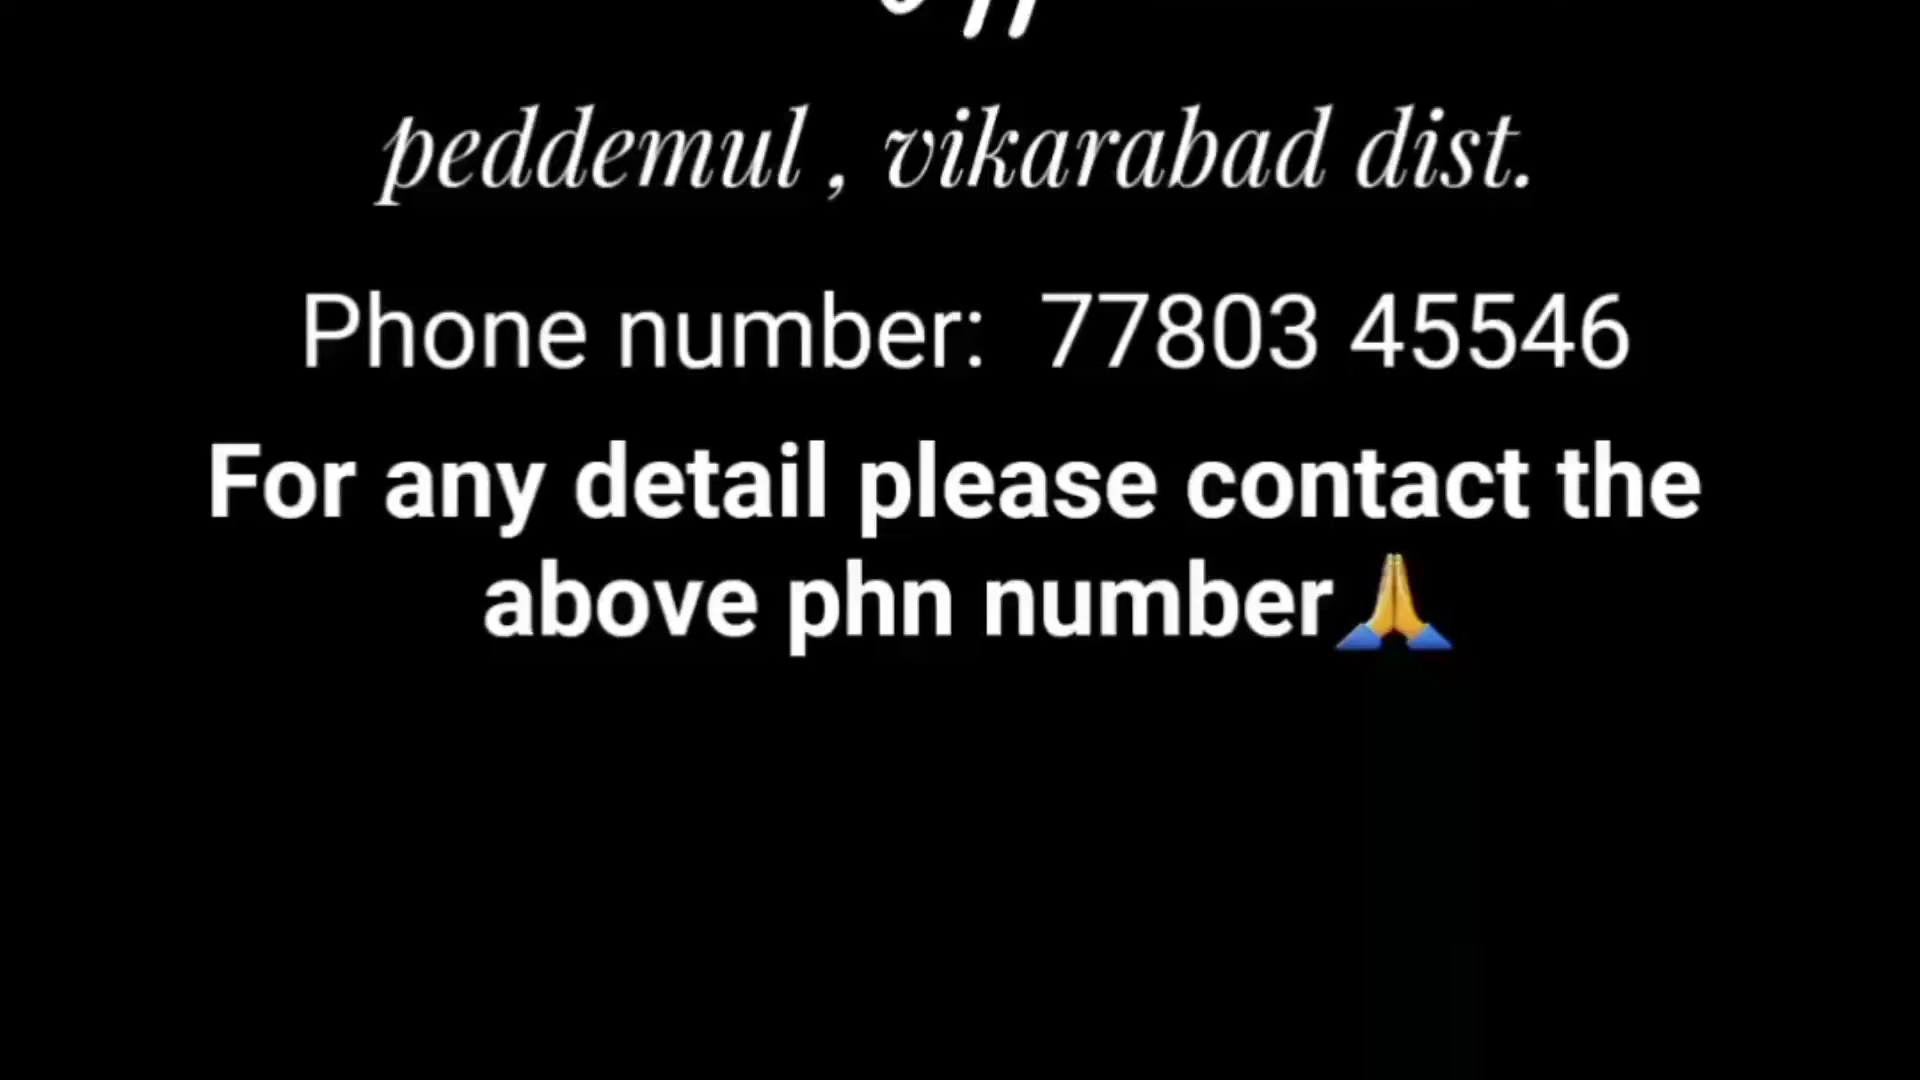 peddemul , vikarabad dist.
Phone number: 77803 45546
For any detail please contact the
above phn number🙏